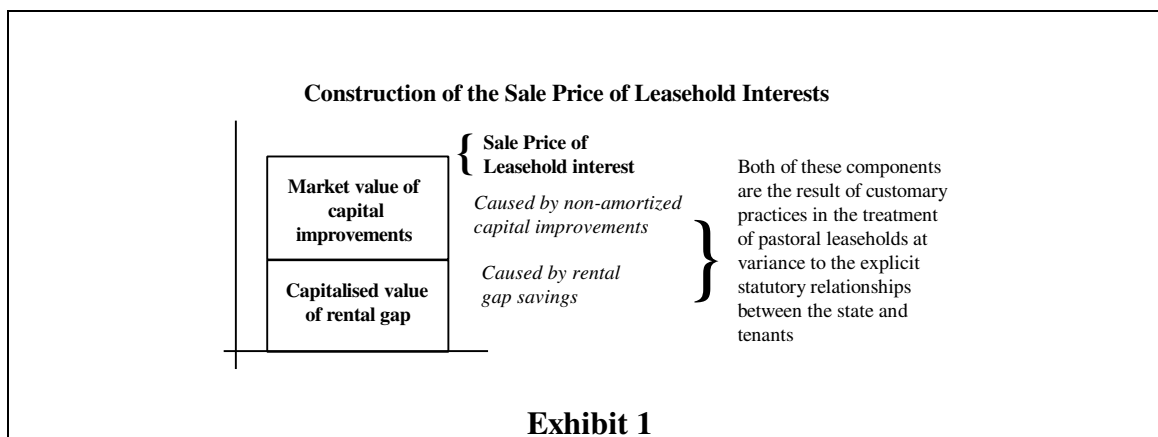 Construction of the Sale Price of Leasehold Interests
Market value of
capital
improvements
Capitalised value
of rental gap
{ Sale Price of
Leasehold interest
Caused by non-amortized
capital improvements
Caused by rental
gap savings
}
Both of these components
are the result of customary
practices in the treatment
of pastoral leaseholds at
variance to the explicit
statutory relationships
between the state and
tenants
Exhibit 1